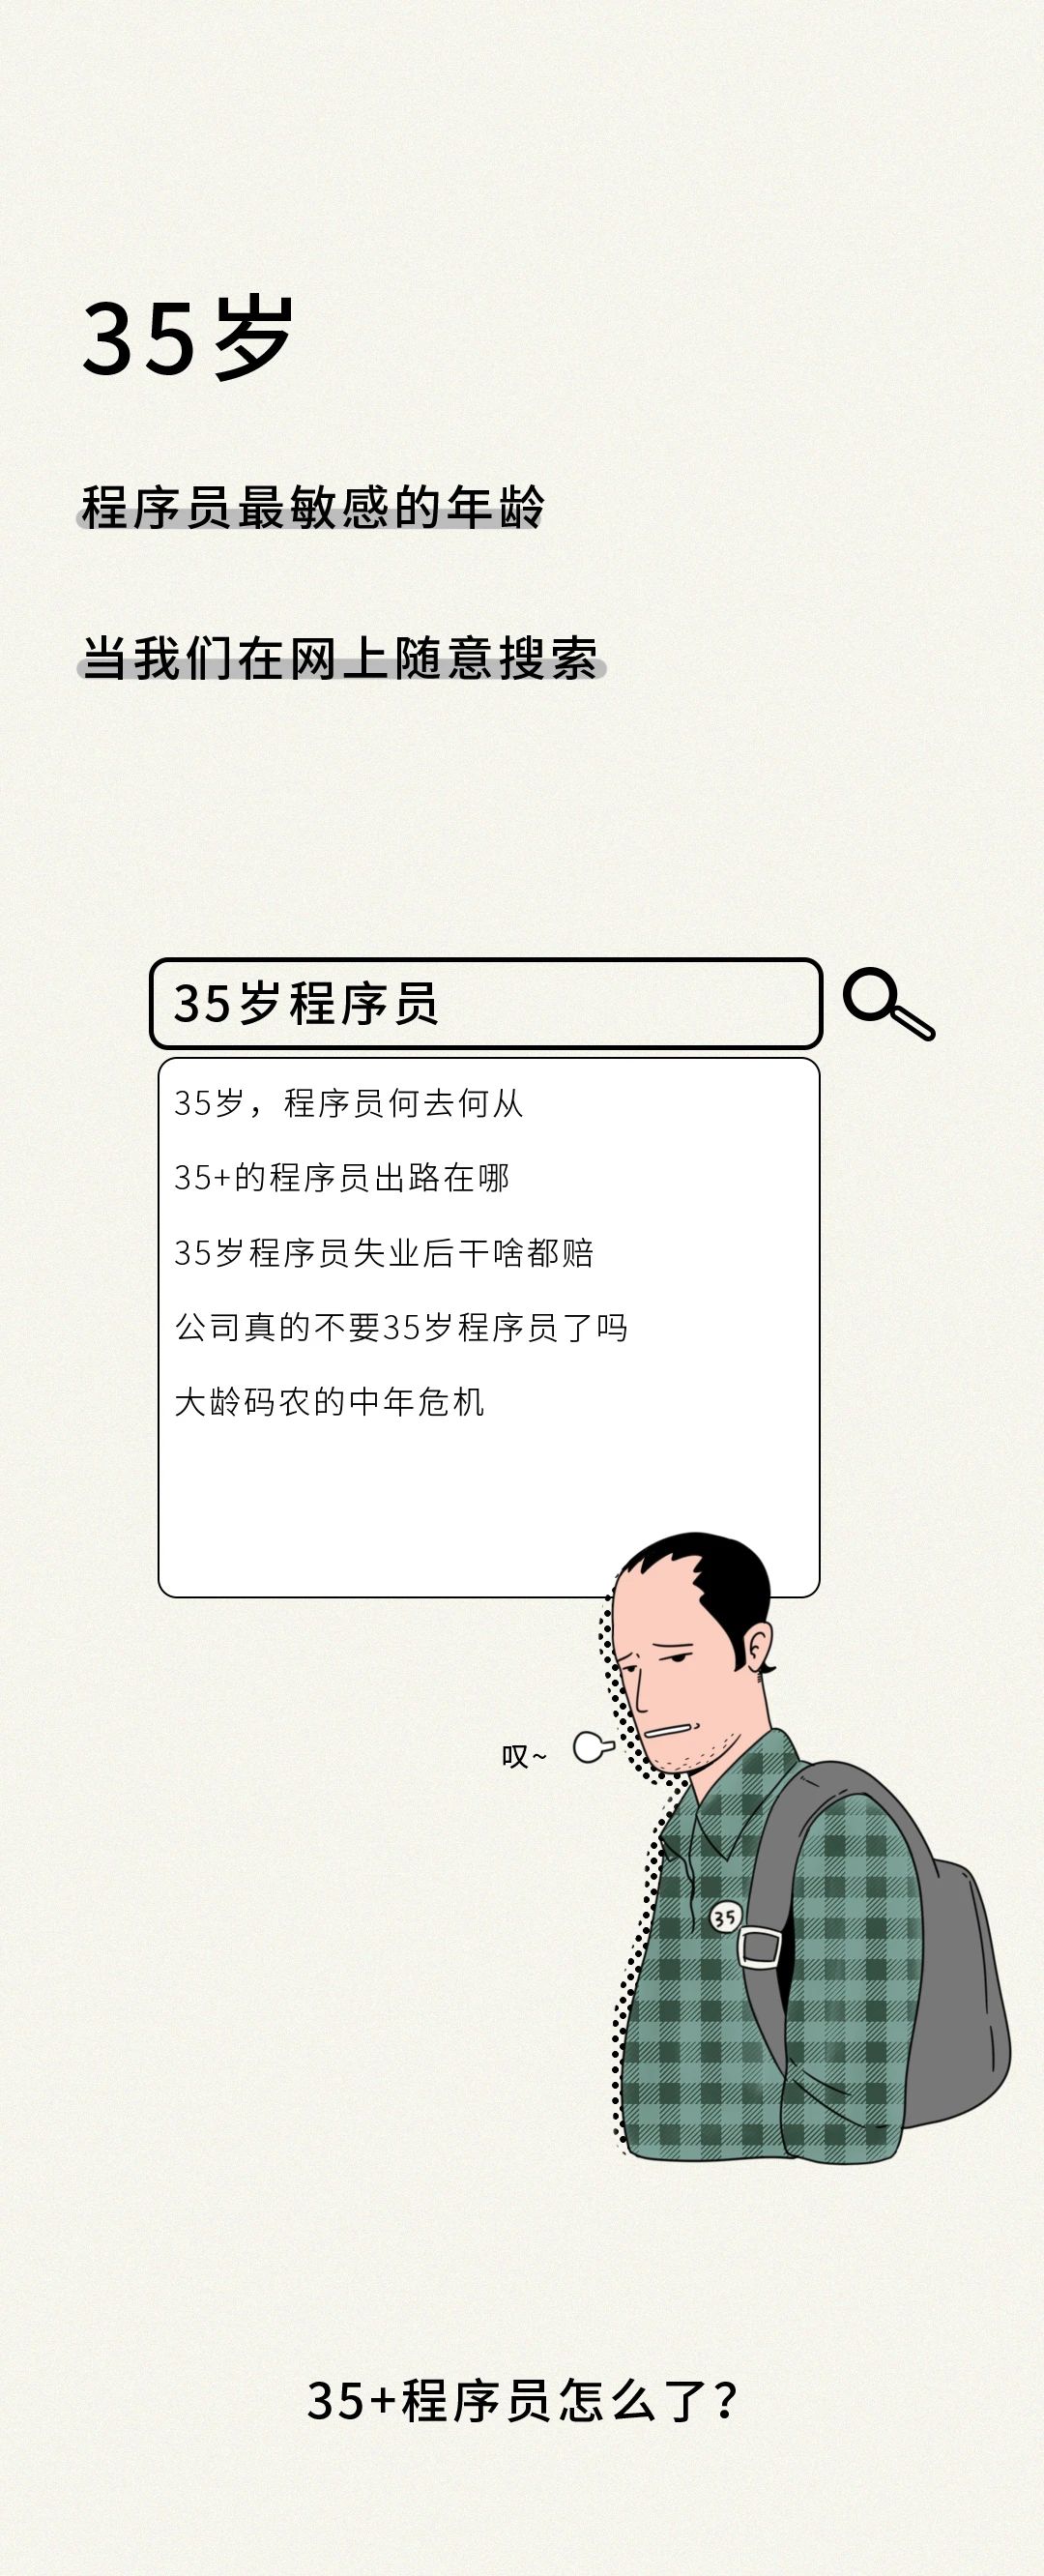 35岁
程序员最敏感的年龄
当我们在网上随意搜索
35岁程序员
35岁，程序员何去何从
35+的程序员出路在哪
35岁程序员失业后干啥都赔
公司真的不要35岁程序员了吗
大龄码农的中年危机
叹~
35
35+程序员怎么了？